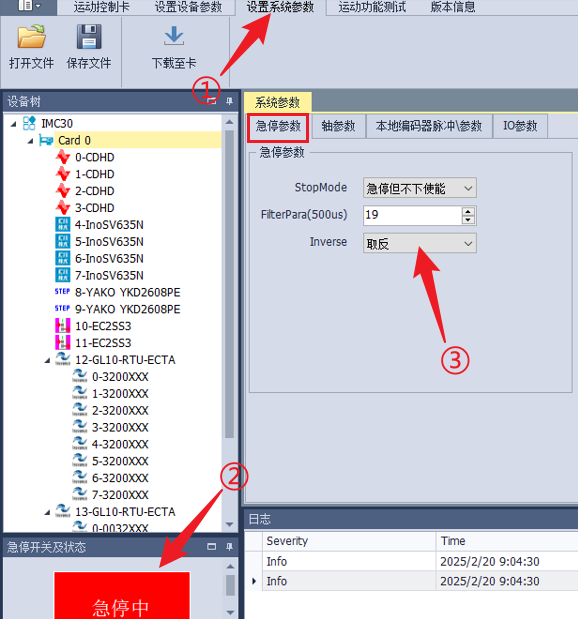 运动控制卡 设置设备参数 设置系统参数 运动功能测试 版本信息
打开文件 保存文件 下载至卡
①
设备树
IMC30
Card 0
0-CDHD
1-CDHD
2-CDHD
3-CDHD
4-InoSV635N
5-InoSV635N
6-InoSV635N
7-InoSV635N
STEP 8-YAKO YKD2608PE
STEP 9-YAKO YKD2608PE
10-EC2SS3
11-EC2SS3
12-GL10-RTU-ECTA
0-3200XXX
1-3200XXX
2-3200XXX
3-3200XXX
4-3200XXX
5-3200XXX
6-3200XXX
7-3200XXX
13-GL10-RTU-ECTA
0-0032XXX
②
急停开关及状态
急停中
系统参数
急停参数 轴参数 本地编码器脉冲\参数 IO参数
急停参数
StopMode 急停但不下使能
FilterPara(500us) 19
Inverse 取反
③
日志
Severity Time
Info 2025/2/20 9:04:30
Info 2025/2/20 9:04:30